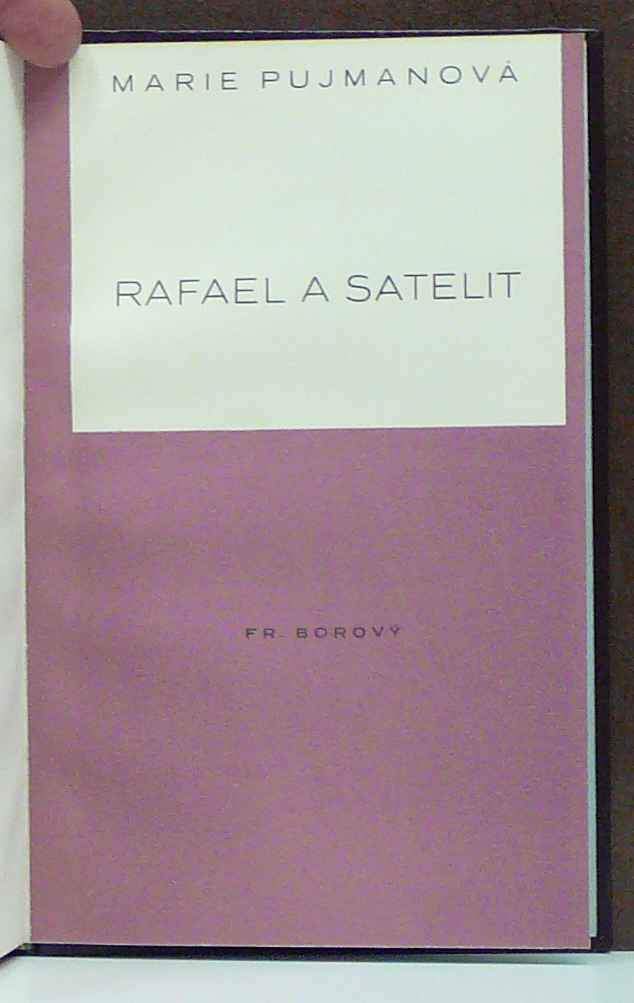 MARIE PUJMANOVÁ
RAFAEL A SATELIT
FR. BOROVÝ